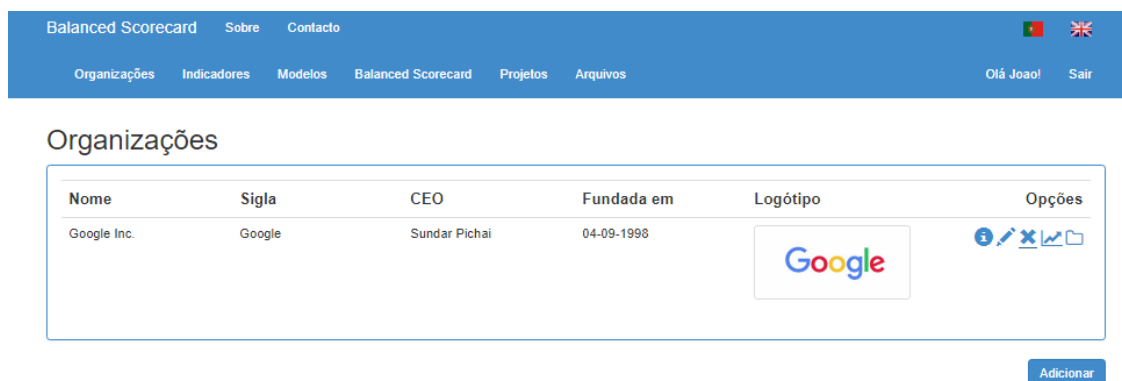 Balanced Scorecard Sobre Contacto
Organizações Indicadores Modelos Balanced Scorecard Projetos Arquivos Olá Joao! Sair
Organizações
Nome Sigla CEO Fundada em Logótipo Opções
Google Inc. Google Sundar Pichai 04-09-1998 Google
Adicionar